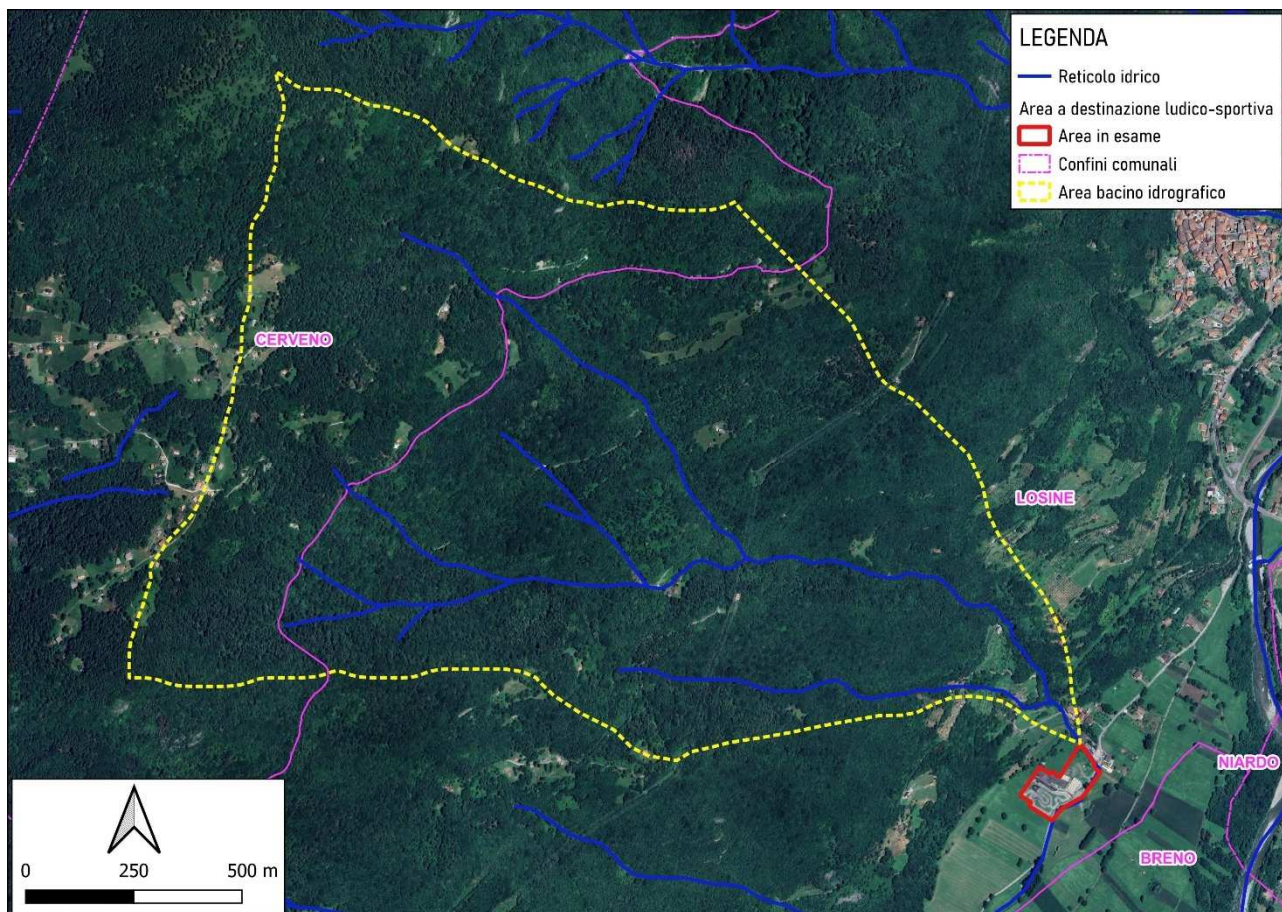 LEGENDA
Reticolo idrico
Area a destinazione ludico-sportiva
Area in esame
Confini comunali
Area bacino idrografico
CERVENO
LOSINE
NIARDO
BRENO
0 250 500 m